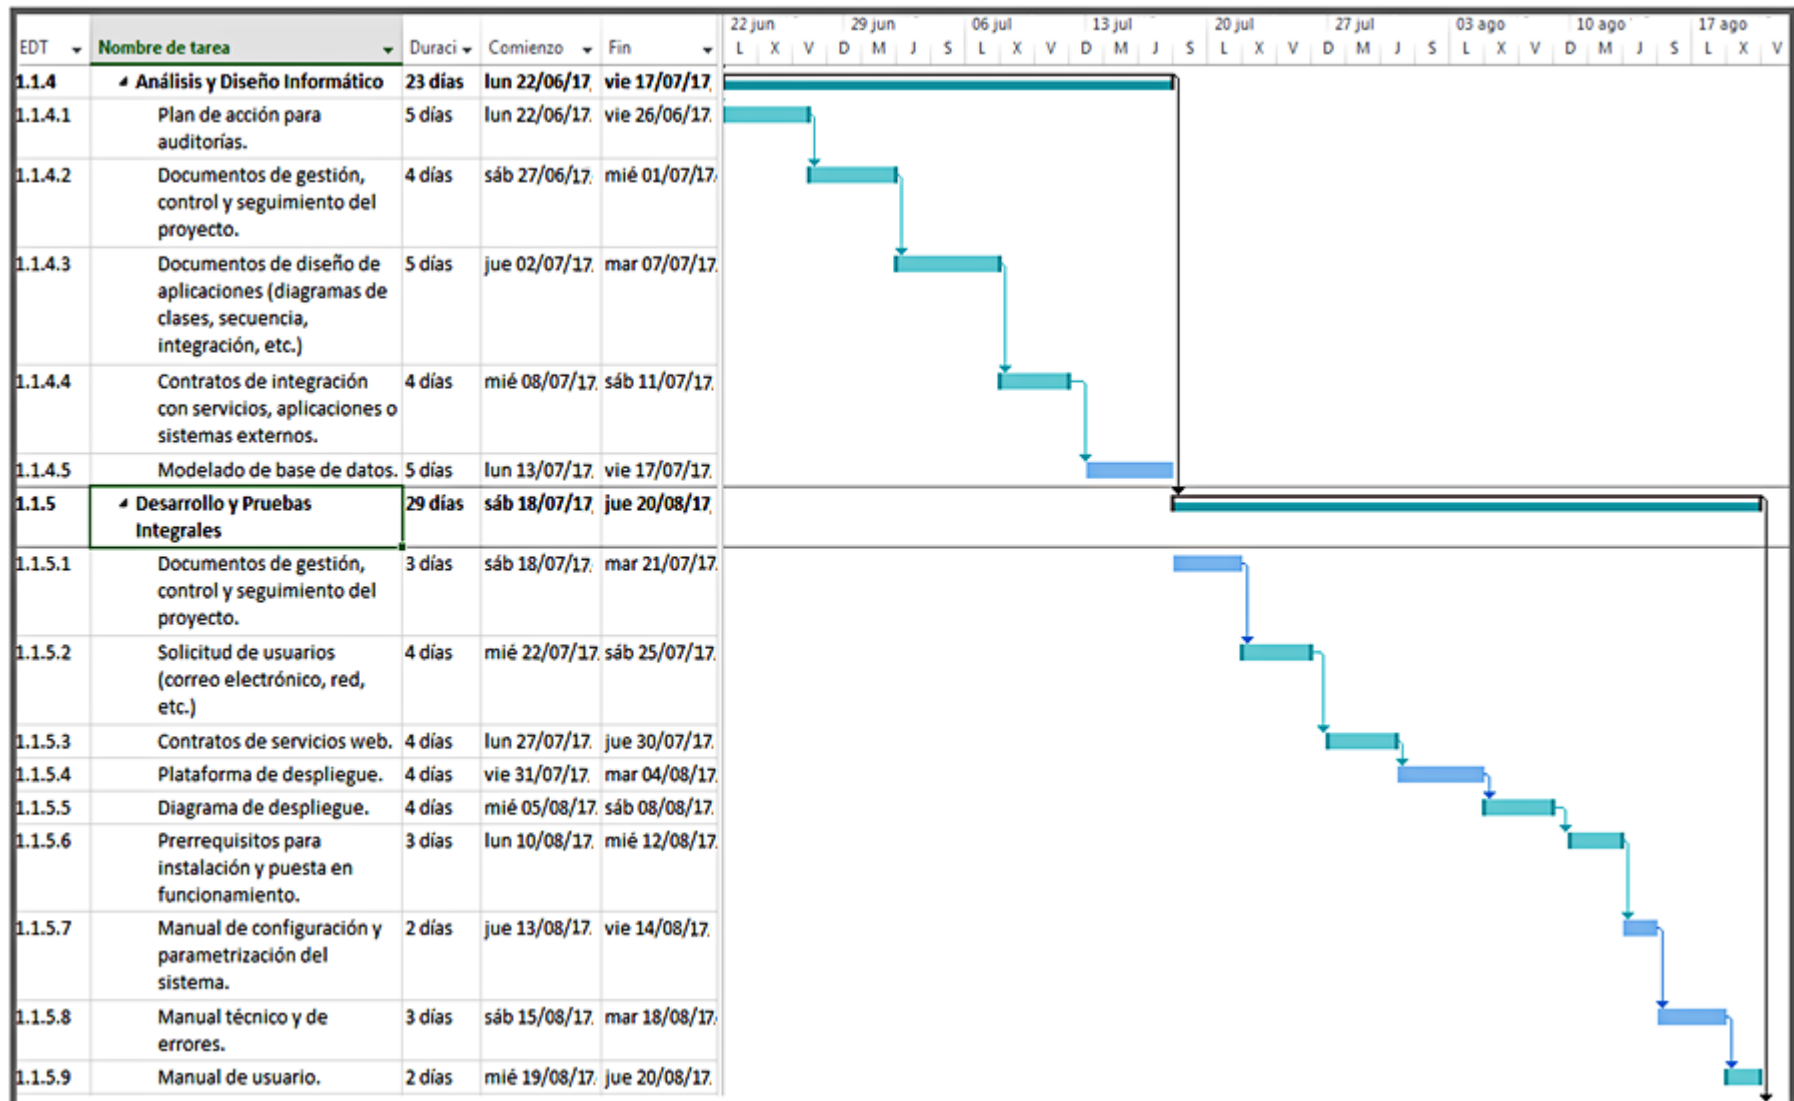 22 jun 29 jun 06 jul 13 jul 20 jul 27 jul 03 ago 10 ago 17 ago
EDT Nombre de tarea Duraci Comienzo Fin L X V D M J S L X V D M J S L X V D M J S L X V D M J S L X V
1.1.4 Análisis y Diseño Informático 23 días lun 22/06/17 vie 17/07/17
1.1.4.1 Plan de acción para 5 días lun 22/06/17 vie 26/06/17
auditorías.
1.1.4.2 Documentos de gestión, 4 días sáb 27/06/17 mié 01/07/17
control y seguimiento del
proyecto.
1.1.4.3 Documentos de diseño de 5 días jue 02/07/17 mar 07/07/17
aplicaciones (diagramas de
clases, secuencia,
integración, etc.)
1.1.4.4 Contratos de integración 4 días mié 08/07/17 sáb 11/07/17
con servicios, aplicaciones o
sistemas externos.
1.1.4.5 Modelado de base de datos. 5 días lun 13/07/17 vie 17/07/17
1.1.5 Desarrollo y Pruebas 29 días sáb 18/07/17 jue 20/08/17
Integrales
1.1.5.1 Documentos de gestión, 3 días sáb 18/07/17 mar 21/07/17
control y seguimiento del
proyecto.
1.1.5.2 Solicitud de usuarios 4 días mié 22/07/17 sáb 25/07/17
(correo electrónico, red,
etc.)
1.1.5.3 Contratos de servicios web. 4 días lun 27/07/17 jue 30/07/17
1.1.5.4 Plataforma de despliegue. 4 días vie 31/07/17 mar 04/08/17
1.1.5.5 Diagrama de despliegue. 4 días mié 05/08/17 sáb 08/08/17
1.1.5.6 Prerrequisitos para 3 días lun 10/08/17 mié 12/08/17
instalación y puesta en
funcionamiento.
1.1.5.7 Manual de configuración y 2 días jue 13/08/17 vie 14/08/17
parametrización del
sistema.
1.1.5.8 Manual técnico y de 3 días sáb 15/08/17 mar 18/08/17
errores.
1.1.5.9 Manual de usuario. 2 días mié 19/08/17 jue 20/08/17